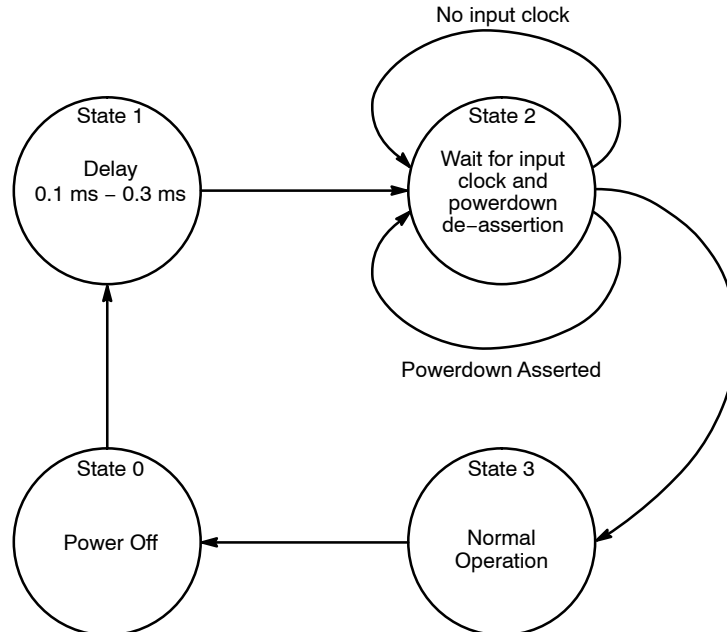 No input clock
State 1
Delay
0.1 ms − 0.3 ms
State 2
Wait for input
clock and
powerdown
de−assertion
Powerdown Asserted
State 0
Power Off
State 3
Normal
Operation